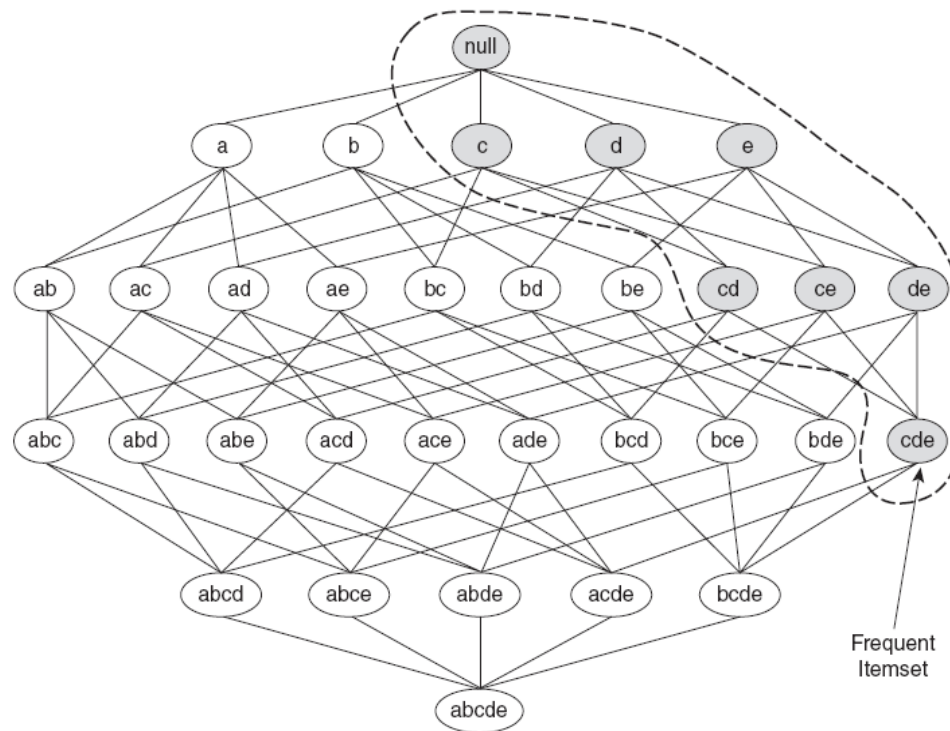 null
a b c d e
ab ac ad ae bc bd be cd ce de
abc abd abe acd ace ade bcd bce bde cde
abcd abce abde acde bcde
Frequent
Itemset
abcde